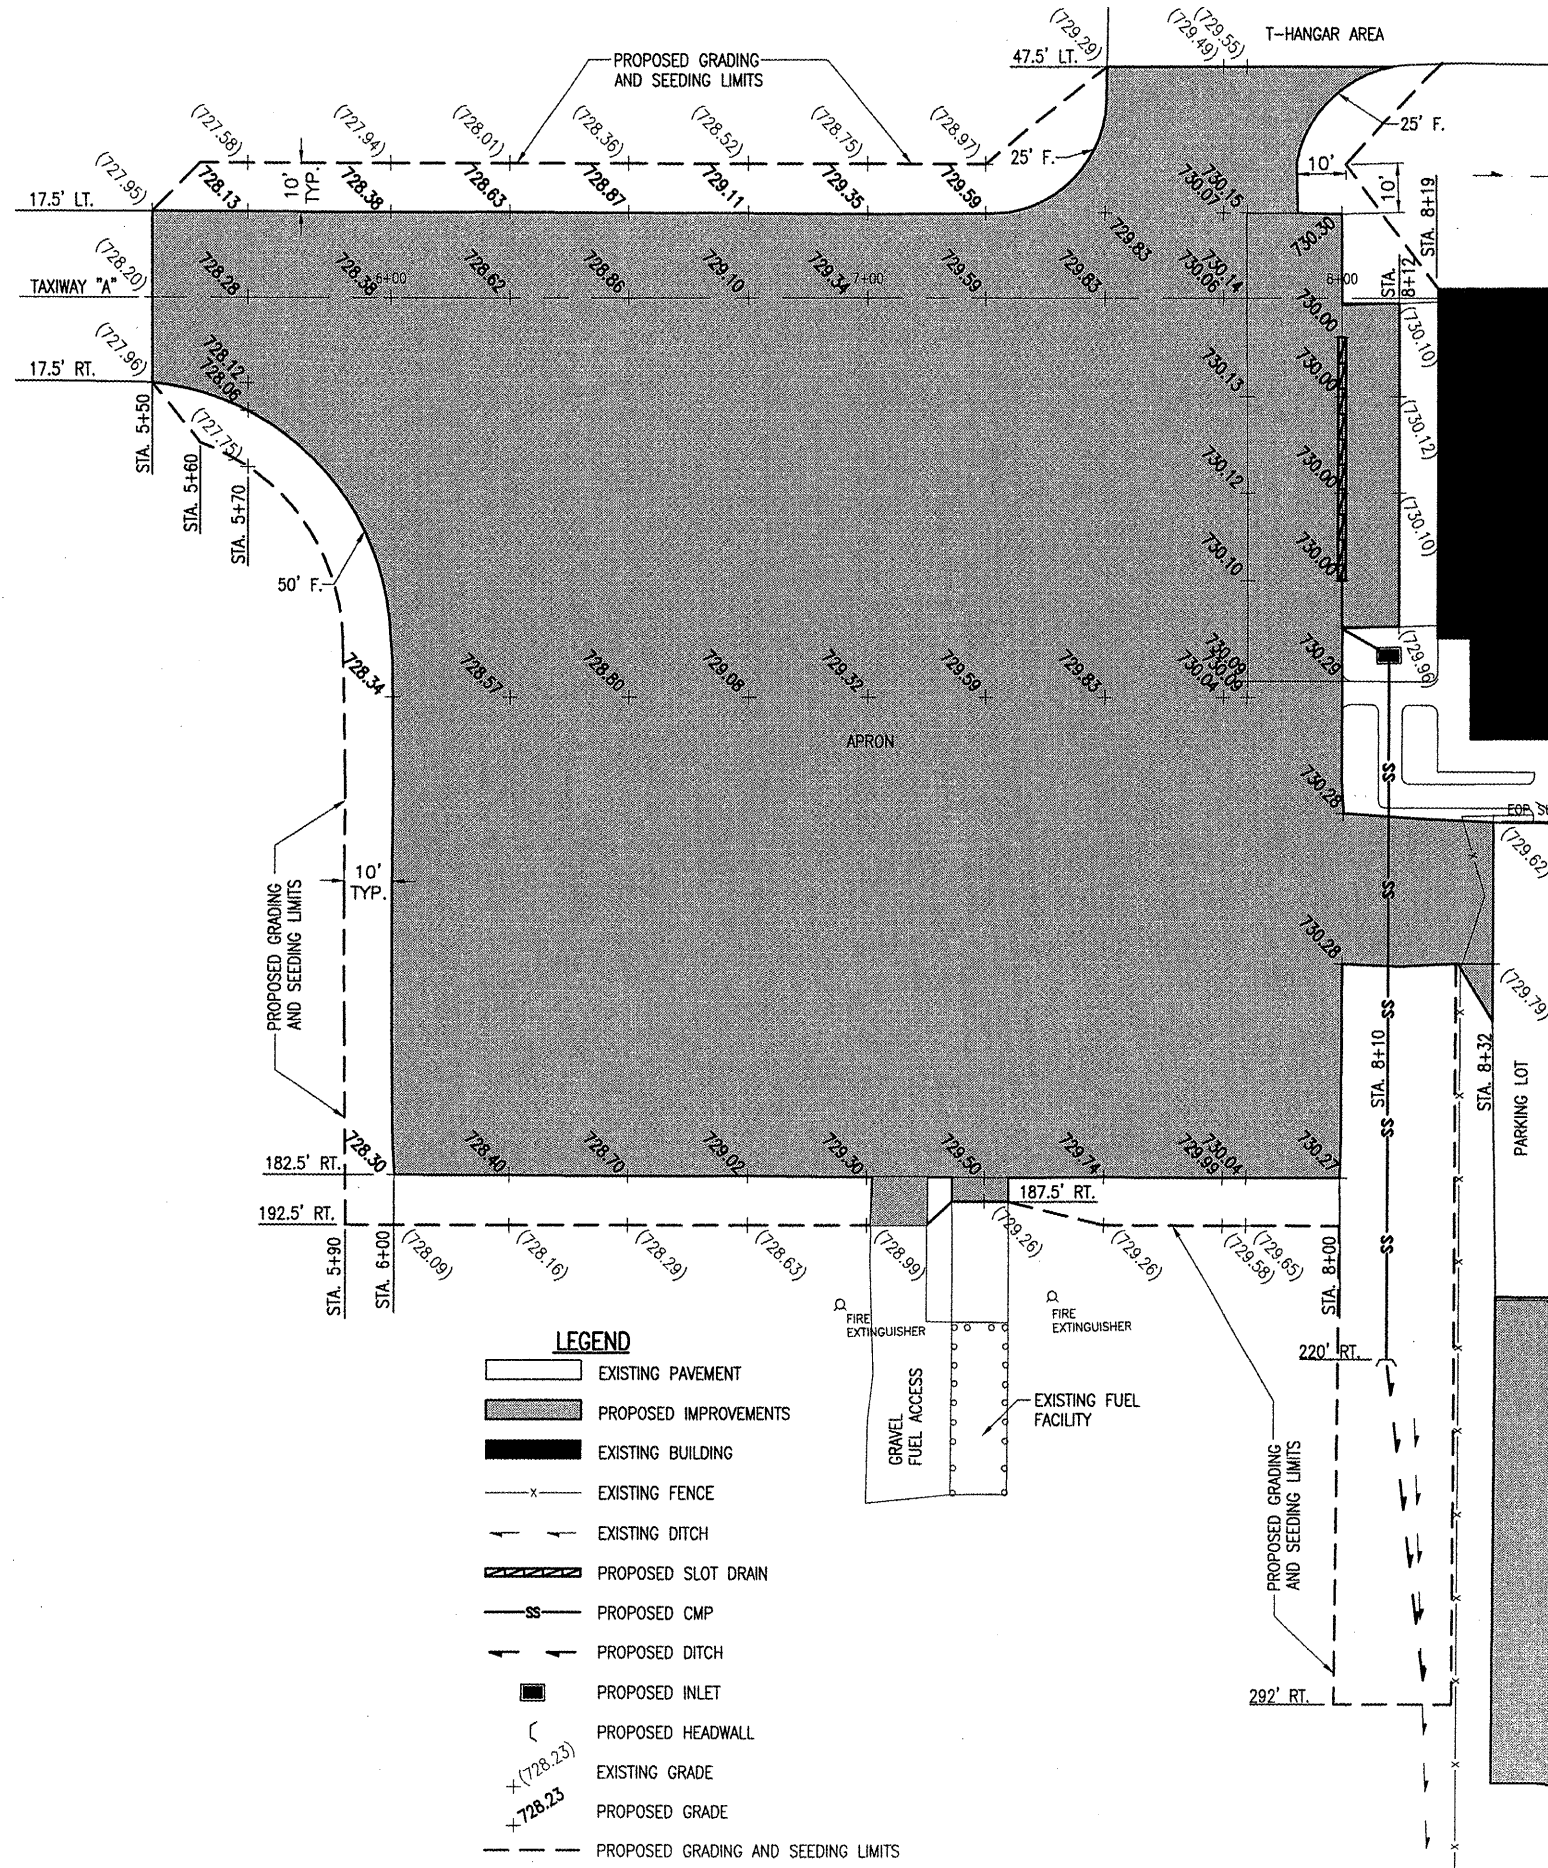 (729.29)
(729.49)
(729.55)
T-HANGAR AREA
47.5' LT.
PROPOSED GRADING
AND SEEDING LIMITS
(727.58)
(727.94)
(728.01)
(728.36)
(728.52)
(728.75)
(728.97)
25' F.
25' F.
10'
10'
STA. 8+19
(727.95)
10'
TYP.
17.5' LT.
728.13
728.38
728.63
728.87
729.11
729.35
729.59
729.83
730.07
730.15
730.30
(728.20)
TAXIWAY "A"
728.28
728.38
6+00
728.62
728.86
729.10
729.34
7+00
729.59
729.83
730.06
730.14
730.00
8+00
STA.
8+12
(727.96)
17.5' RT.
728.12
728.06
730.13
730.00
(730.10)
STA. 5+50
STA. 5+60
STA. 5+70
(727.75)
730.12
730.00
(730.12)
50' F.
730.10
730.00
(730.10)
728.34
728.57
728.80
729.08
729.32
729.59
729.83
730.04
730.09
730.09
730.29
(729.96)
APRON
SS
730.28
EOP
(729.62)
10'
TYP.
SS
PROPOSED GRADING
AND SEEDING LIMITS
730.28
(729.79)
SS
STA. 8+10
STA. 8+32
PARKING LOT
SS
182.5' RT.
728.30
728.40
728.70
729.02
729.30
729.50
729.74
729.99
730.04
730.27
187.5' RT.
192.5' RT.
STA. 5+90
STA. 6+00
(728.09)
(728.16)
(728.29)
(728.63)
(728.99)
(729.26)
(729.26)
(729.58)
(729.65)
STA. 8+00
SS
FIRE
EXTINGUISHER
FIRE
EXTINGUISHER
220' RT.
GRAVEL
FUEL ACCESS
EXISTING FUEL
FACILITY
PROPOSED GRADING
AND SEEDING LIMITS
292' RT.
LEGEND
EXISTING PAVEMENT
PROPOSED IMPROVEMENTS
EXISTING BUILDING
x EXISTING FENCE
EXISTING DITCH
PROPOSED SLOT DRAIN
SS PROPOSED CMP
PROPOSED DITCH
PROPOSED INLET
PROPOSED HEADWALL
(728.23) EXISTING GRADE
728.23 PROPOSED GRADE
PROPOSED GRADING AND SEEDING LIMITS